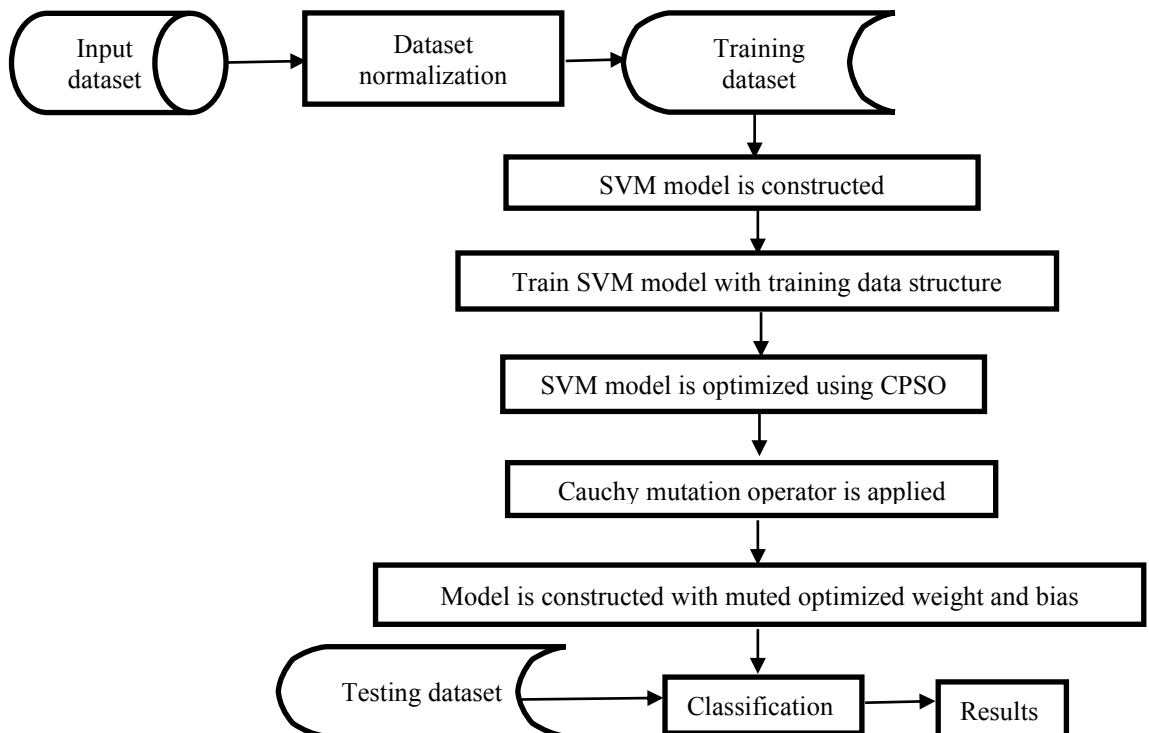 Input
dataset
Dataset
normalization
Training
dataset
SVM model is constructed
Train SVM model with training data structure
SVM model is optimized using CPSO
Cauchy mutation operator is applied
Model is constructed with muted optimized weight and bias
Testing dataset
Classification
Results